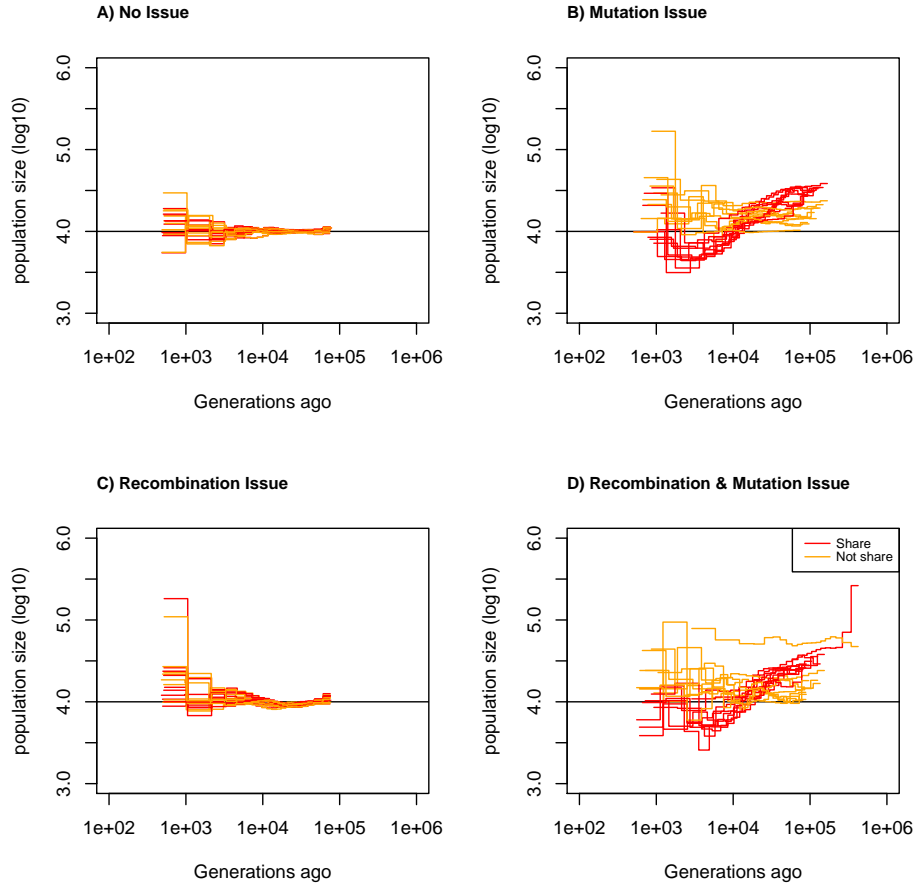 A) No Issue
population size (log10)
6.0
5.0
4.0
3.0
1e+02 1e+03 1e+04 1e+05 1e+06
Generations ago
B) Mutation Issue
population size (log10)
6.0
5.0
4.0
3.0
1e+02 1e+03 1e+04 1e+05 1e+06
Generations ago
C) Recombination Issue
population size (log10)
6.0
5.0
4.0
3.0
1e+02 1e+03 1e+04 1e+05 1e+06
Generations ago
D) Recombination & Mutation Issue
Share
Not share
population size (log10)
6.0
5.0
4.0
3.0
1e+02 1e+03 1e+04 1e+05 1e+06
Generations ago